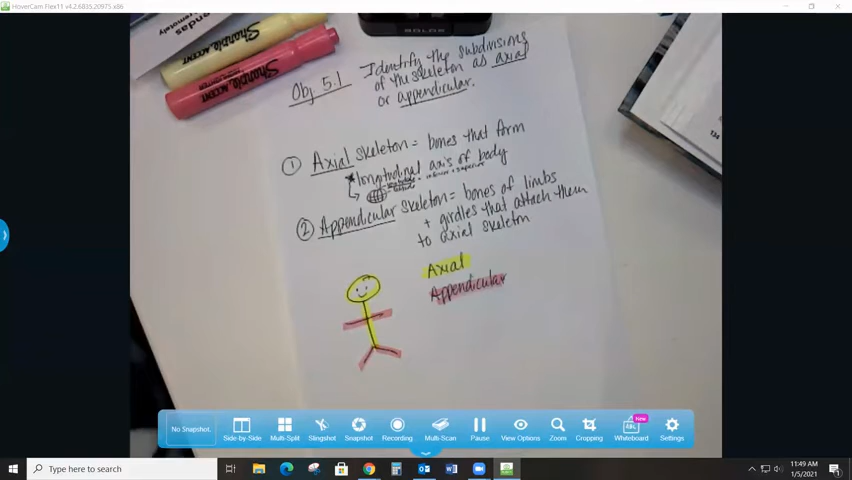 HoverCam Flex11 v4.2.6835.20975 x86
SHARPIE ACCENT
SHARPIE ACCENT
Obj. 5.1
Identify the subdivisions
of the skeleton as axial
or appendicular.
① Axial skeleton = bones that form
*longitudinal axis of body
= inferior + superior
② Appendicular skeleton = bones of limbs
+ girdles that attach them
to axial skeleton
Axial
Appendicular
134
No Snapshot.
Side-by-Side
Multi-Split
Slingshot
Snapshot
Recording
Multi-Scan
Pause
View Options
Zoom
Cropping
New
Whiteboard
Settings
Type here to search
11:49 AM
1/5/2021